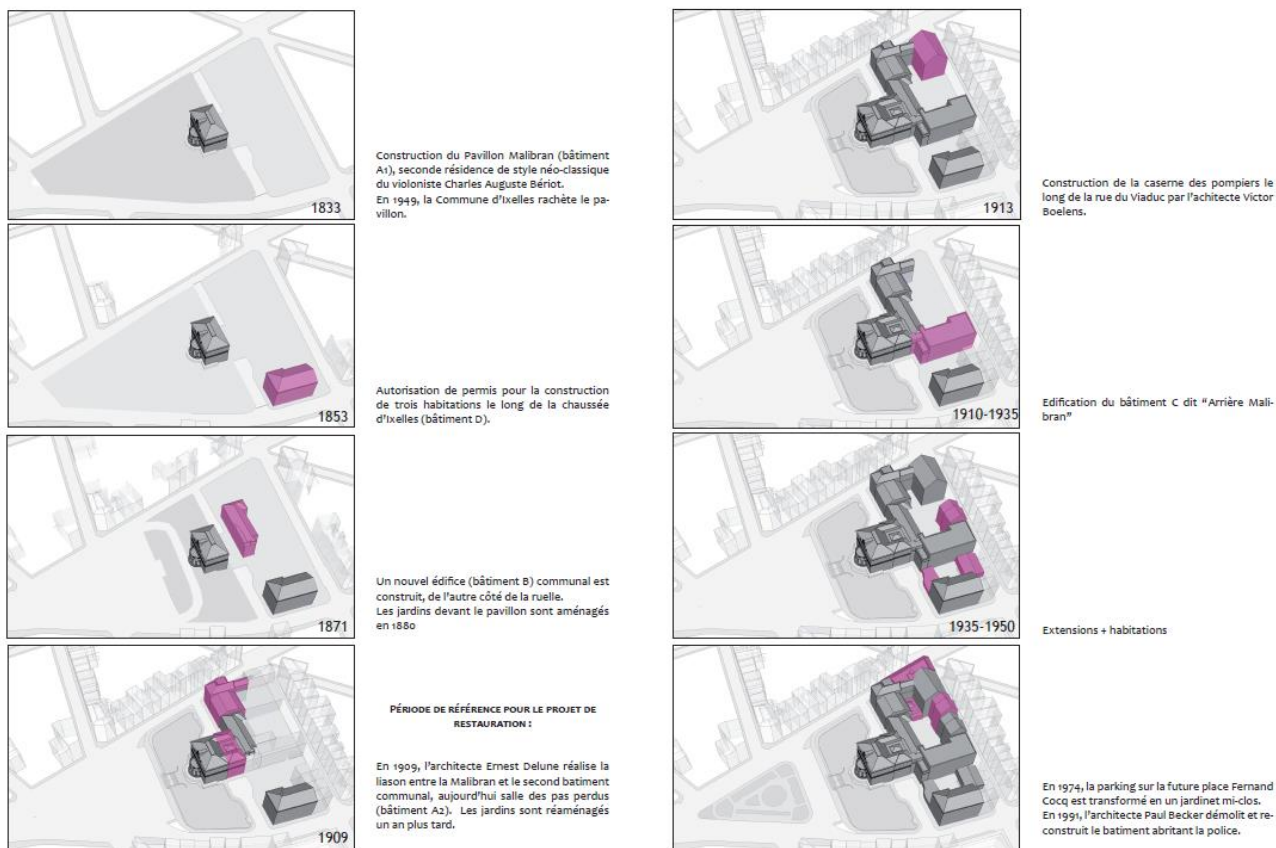 1833
Construction du Pavillon Malibran (bâtiment
A1), seconde résidence de style néo-classique
du violoniste Charles Auguste Bériot.
En 1949, la Commune d'Ixelles rachète le pa-
villon.
1853
Autorisation de permis pour la construction
de trois habitations le long de la chaussée
d'Ixelles (bâtiment D).
1871
Un nouvel édifice (bâtiment B) communal est
construit, de l'autre côté de la ruelle.
Les jardins devant le pavillon sont aménagés
en 1880
1909
PÉRIODE DE RÉFÉRENCE POUR LE PROJET DE
RESTAURATION :
En 1909, l'architecte Ernest Delune réalise la
liason entre la Malibran et le second batiment
communal, aujourd'hui salle des pas perdus
(bâtiment A2). Les jardins sont réaménagés
un an plus tard.
1913
Construction de la caserne des pompiers le
long de la rue du Viaduc par l'achitecte Victor
Boelens.
1910-1935
Edification du bâtiment C dit "Arrière Mali-
bran"
1935-1950
Extensions + habitations
En 1974, la parking sur la future place Fernand
Cocq est transformé en un jardinet mi-clos.
En 1991, l'architecte Paul Becker démolit et re-
construit le batiment abritant la police.